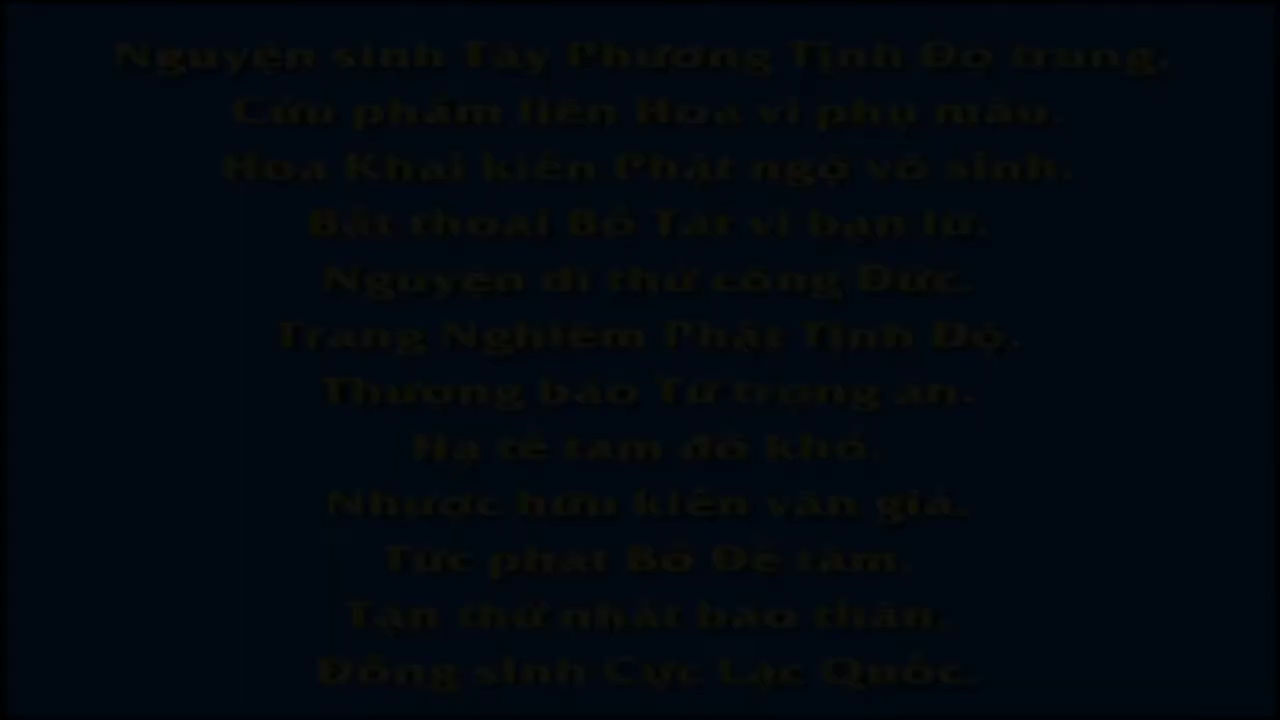 Nguyện sinh Tây Phương Tịnh Độ trung.
Cửu phẩm liên Hoa vi phụ mẫu.
Hoa Khai kiến Phật ngộ vô sinh.
Bất thoái Bồ Tát vi bạn lữ.
Nguyện dĩ thử công Đức.
Trang Nghiêm Phật Tịnh Độ.
Thượng báo Tứ trọng ân.
Hạ tế tam đồ khổ.
Nhược hữu kiến văn giả.
Tức phát Bồ Đề tâm.
Tận thử nhất báo thân.
Đồng sinh Cực Lạc Quốc.